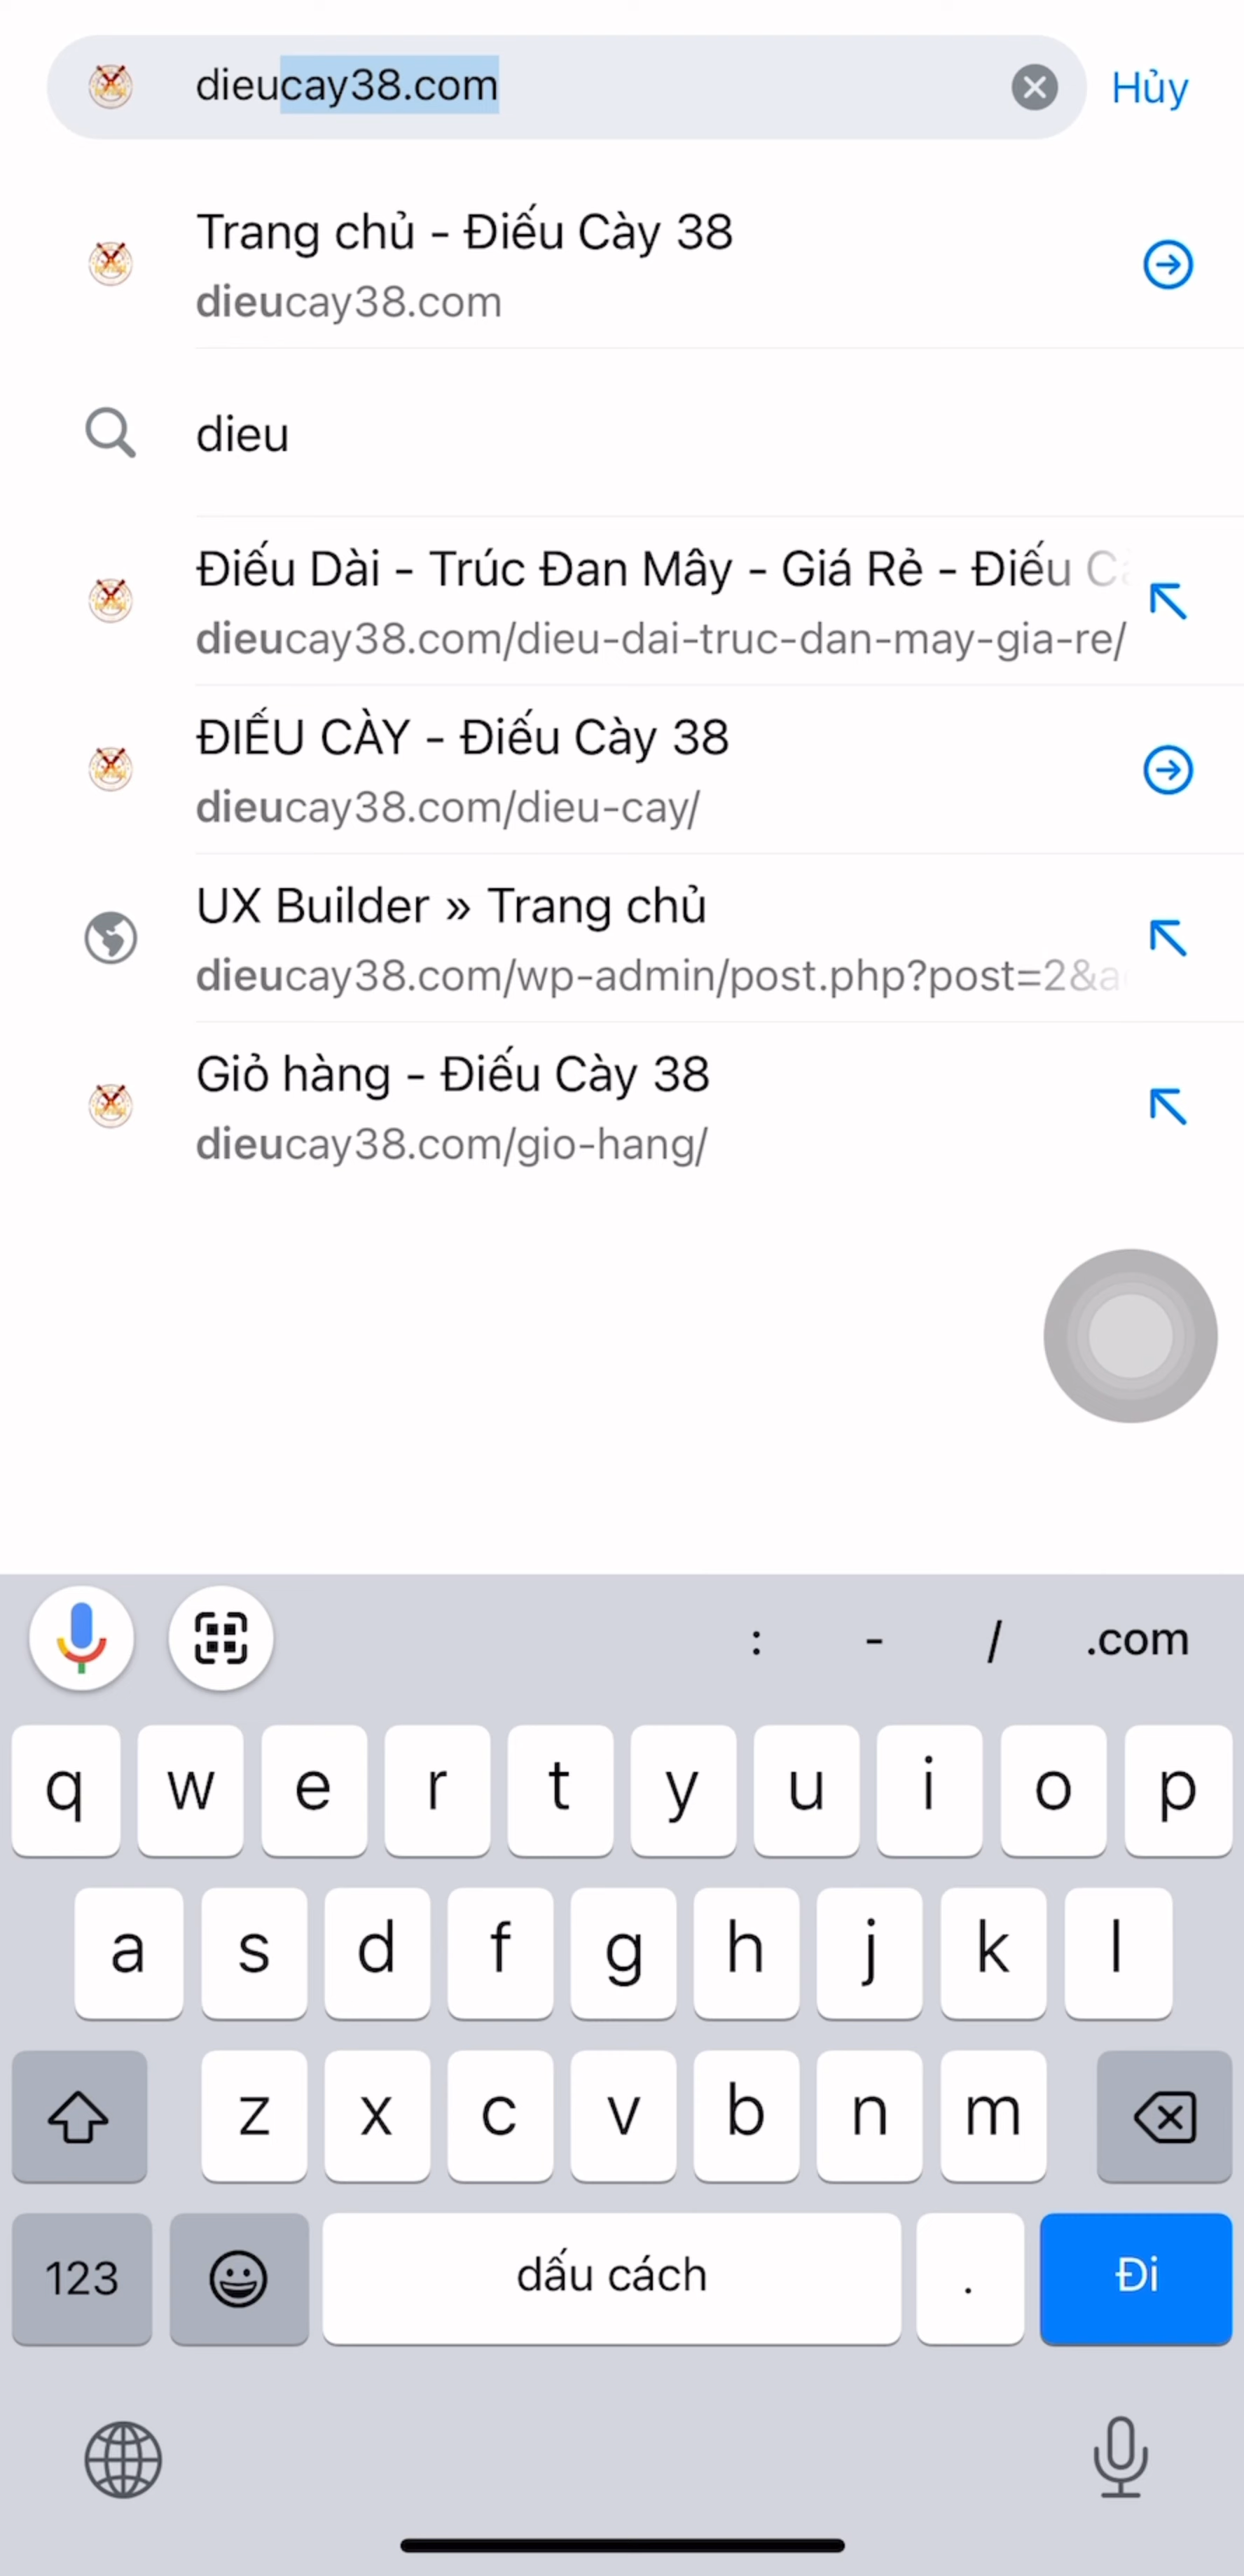 dieucay38.com
Hủy
Trang chủ - Điếu Cày 38
dieucay38.com
dieu
Điếu Dài - Trúc Đan Mây - Giá Rẻ - Điếu Cà
dieucay38.com/dieu-dai-truc-dan-may-gia-re/
ĐIẾU CÀY - Điếu Cày 38
dieucay38.com/dieu-cay/
UX Builder » Trang chủ
dieucay38.com/wp-admin/post.php?post=2&a
Giỏ hàng - Điếu Cày 38
dieucay38.com/gio-hang/
: - / .com
q w e r t y u i o p
a s d f g h j k l
z x c v b n m
123 dấu cách . Đi